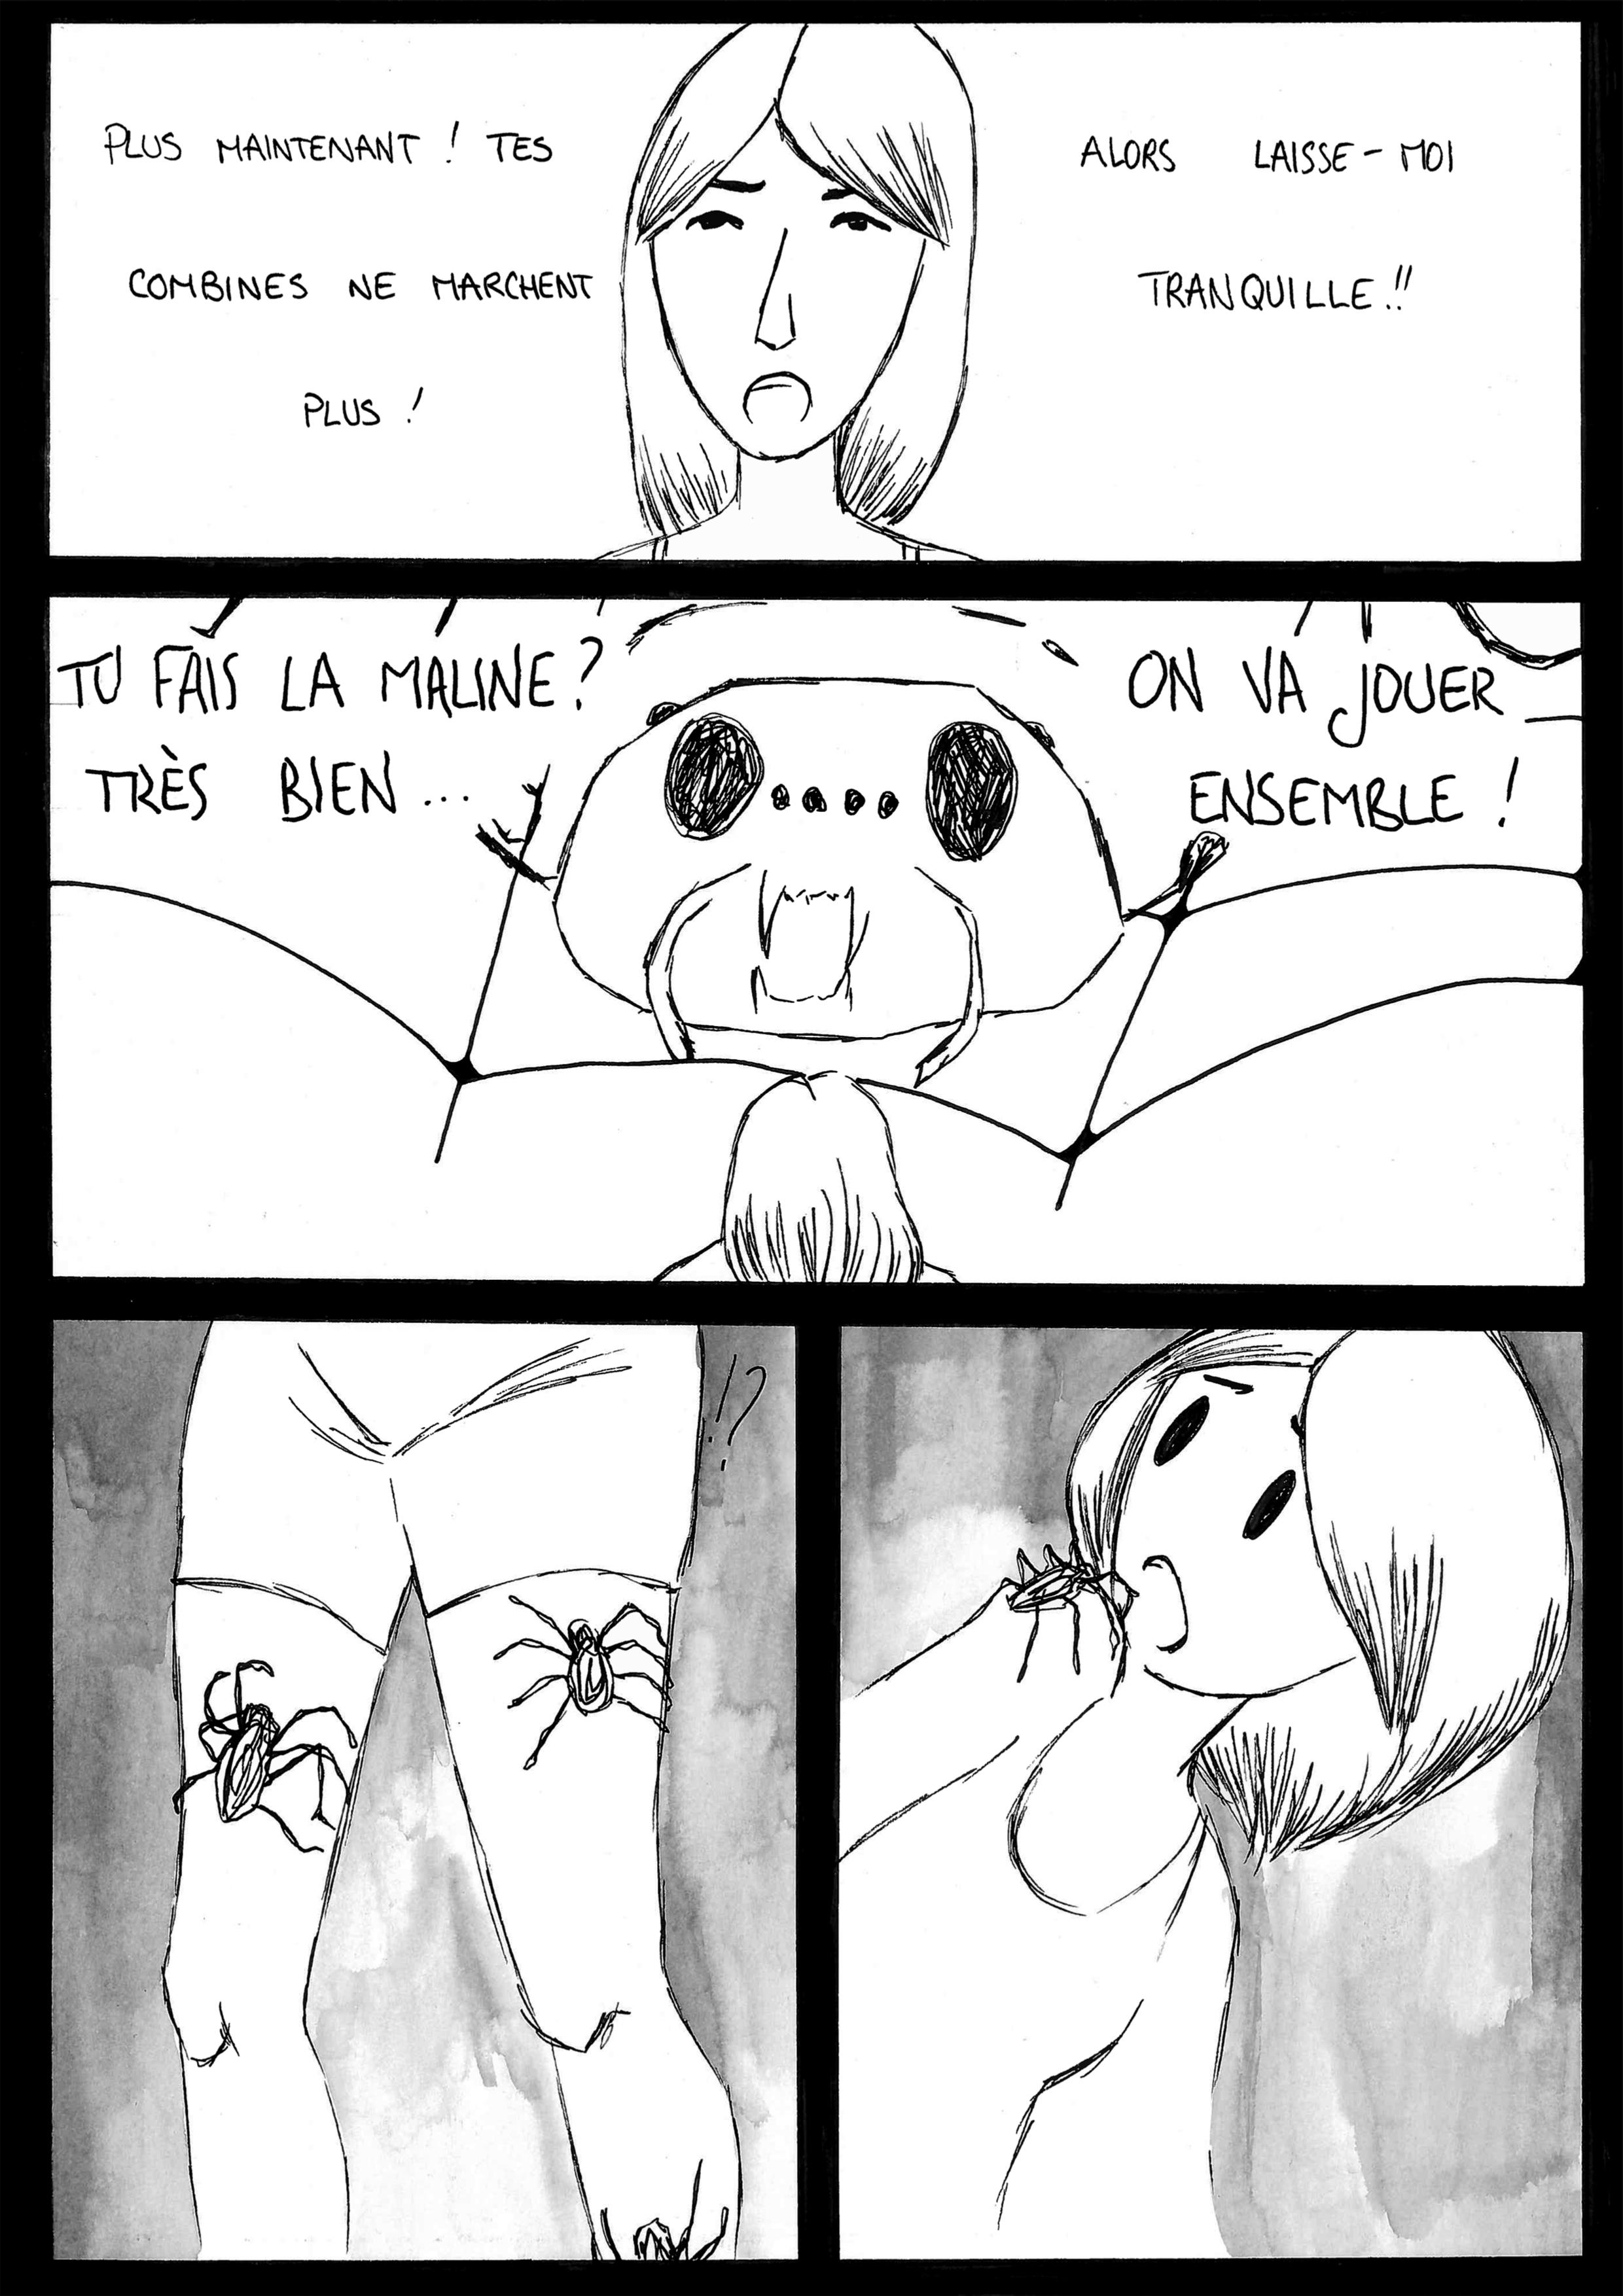 PLUS MAINTENANT ! TES
COMBINES NE MARCHENT
PLUS !
ALORS LAISSE-MOI
TRANQUILLE !!
TU FAIS LA MALINE ?
TRÈS BIEN ...
ON VA JOUER
ENSEMBLE !
!?